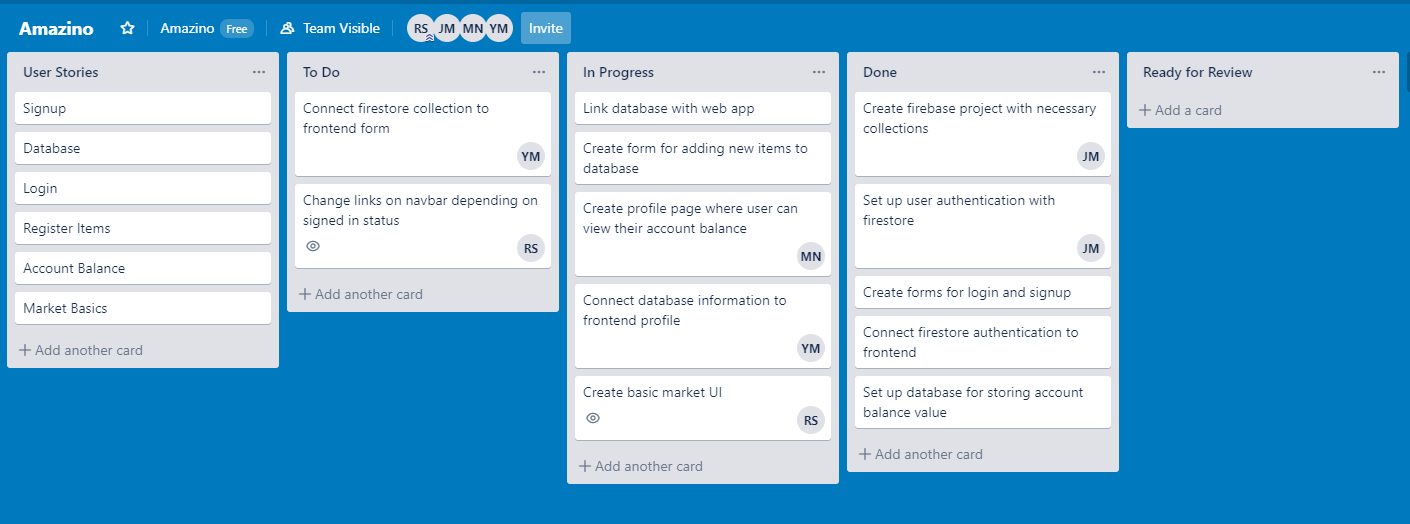 Amazino
Amazino Free
Team Visible
RS JM MN YM
Invite
User Stories
Signup
Database
Login
Register Items
Account Balance
Market Basics
Add another card
To Do
Connect firestore collection to
frontend form
YM
Change links on navbar depending on
signed in status
RS
Add another card
In Progress
Link database with web app
Create form for adding new items to
database
Create profile page where user can
view their account balance
MN
Connect database information to
frontend profile
YM
Create basic market UI
RS
Add another card
Done
Create firebase project with necessary
collections
JM
Set up user authentication with
firestore
JM
Create forms for login and signup
Connect firestore authentication to
frontend
Set up database for storing account
balance value
Add another card
Ready for Review
Add a card